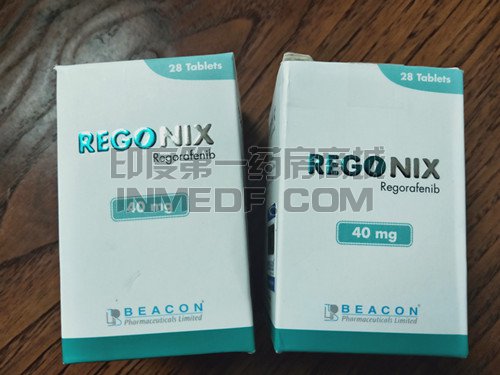 28 Tablets
REGONIX
Regorafenib
40 mg
BEACON
Pharmaceuticals Limited
28 Tablets
REGONIX
Regorafenib
40 mg
BEACON
Pharmaceuticals Limited
印度第一药房商城
INMEDF.COM